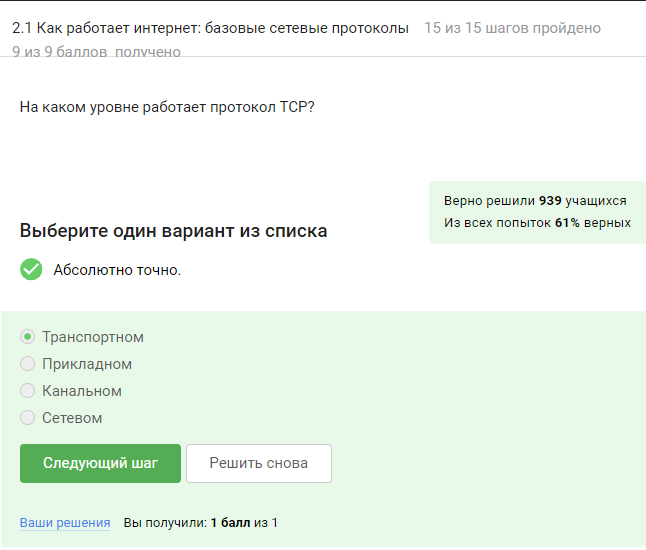 2.1 Как работает интернет: базовые сетевые протоколы 15 из 15 шагов пройдено
9 из 9 баллов получено
На каком уровне работает протокол TCP?
Верно решили 939 учащихся
Из всех попыток 61% верных
Выберите один вариант из списка
Абсолютно точно.
Транспортном
Прикладном
Канальном
Сетевом
Следующий шаг Решить снова
Ваши решения Вы получили: 1 балл из 1